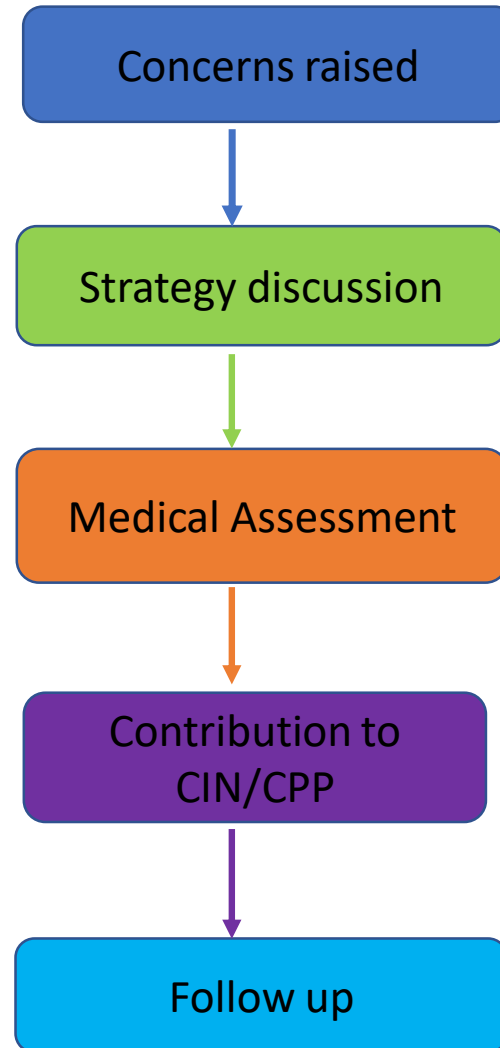 Concerns raised
Strategy discussion
Medical Assessment
Contribution to
CIN/CPP
Follow up